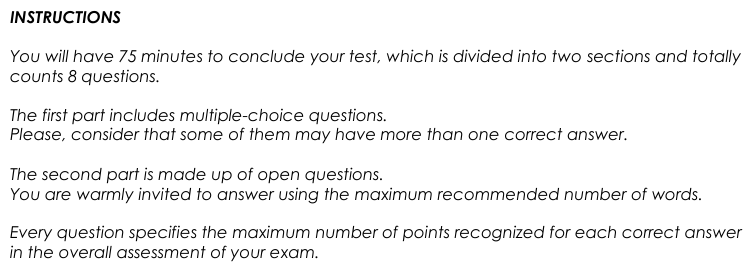 INSTRUCTIONS
You will have 75 minutes to conclude your test, which is divided into two sections and totally
counts 8 questions.
The first part includes multiple-choice questions.
Please, consider that some of them may have more than one correct answer.
The second part is made up of open questions.
You are warmly invited to answer using the maximum recommended number of words.
Every question specifies the maximum number of points recognized for each correct answer
in the overall assessment of your exam.